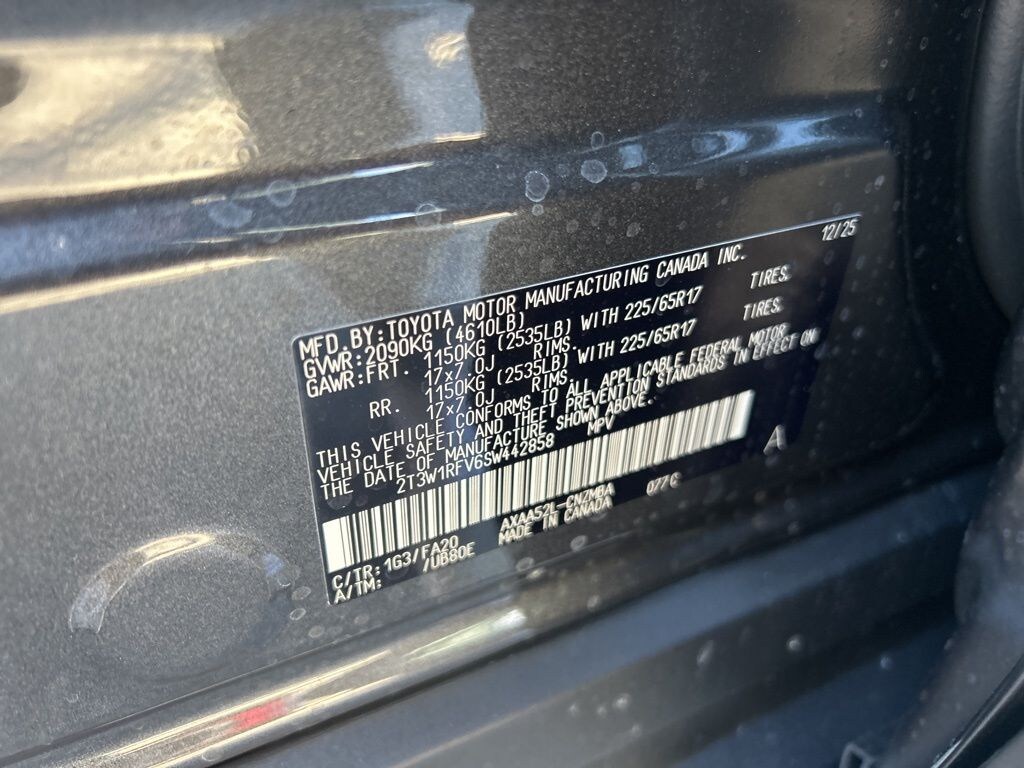 12/25
MFD.BY:TOYOTA MOTOR MANUFACTURING CANADA INC.
GVWR:2090KG (4610LB)
GAWR:FRT. 1150KG (2535LB) WITH 225/65R17 TIRES,
17x7.0J RIMS.
RR. 1150KG (2535LB) WITH 225/65R17 TIRES,
17x7.0J RIMS.
THIS VEHICLE CONFORMS TO ALL APPLICABLE FEDERAL MOTOR
VEHICLE SAFETY AND THEFT PREVENTION STANDARDS IN EFFECT ON
THE DATE OF MANUFACTURE SHOWN ABOVE.
2T3W1RFV6SW442858 MPV
A
C/TR:1G3/FA20 AXAA52L-CNZMBA 077C
A/TM: /UB80E MADE IN CANADA